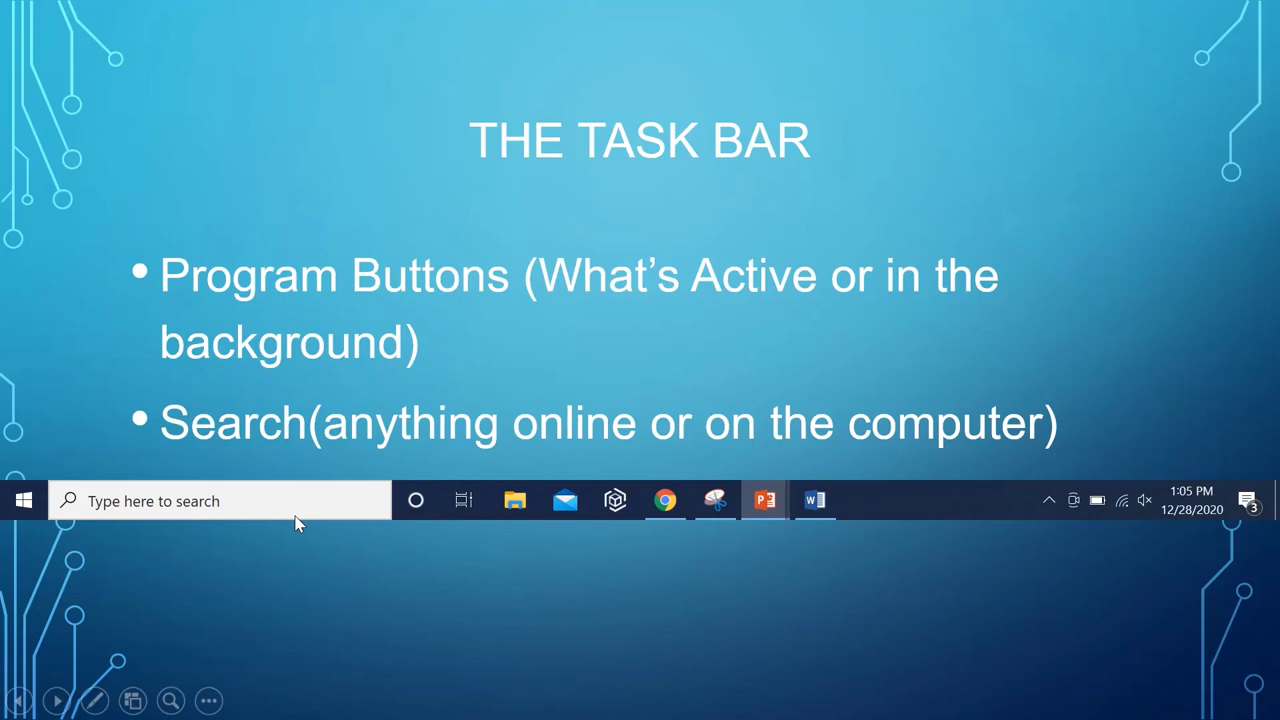 THE TASK BAR
• Program Buttons (What’s Active or in the
background)
• Search(anything online or on the computer)
Type here to search
1:05 PM
12/28/2020
3